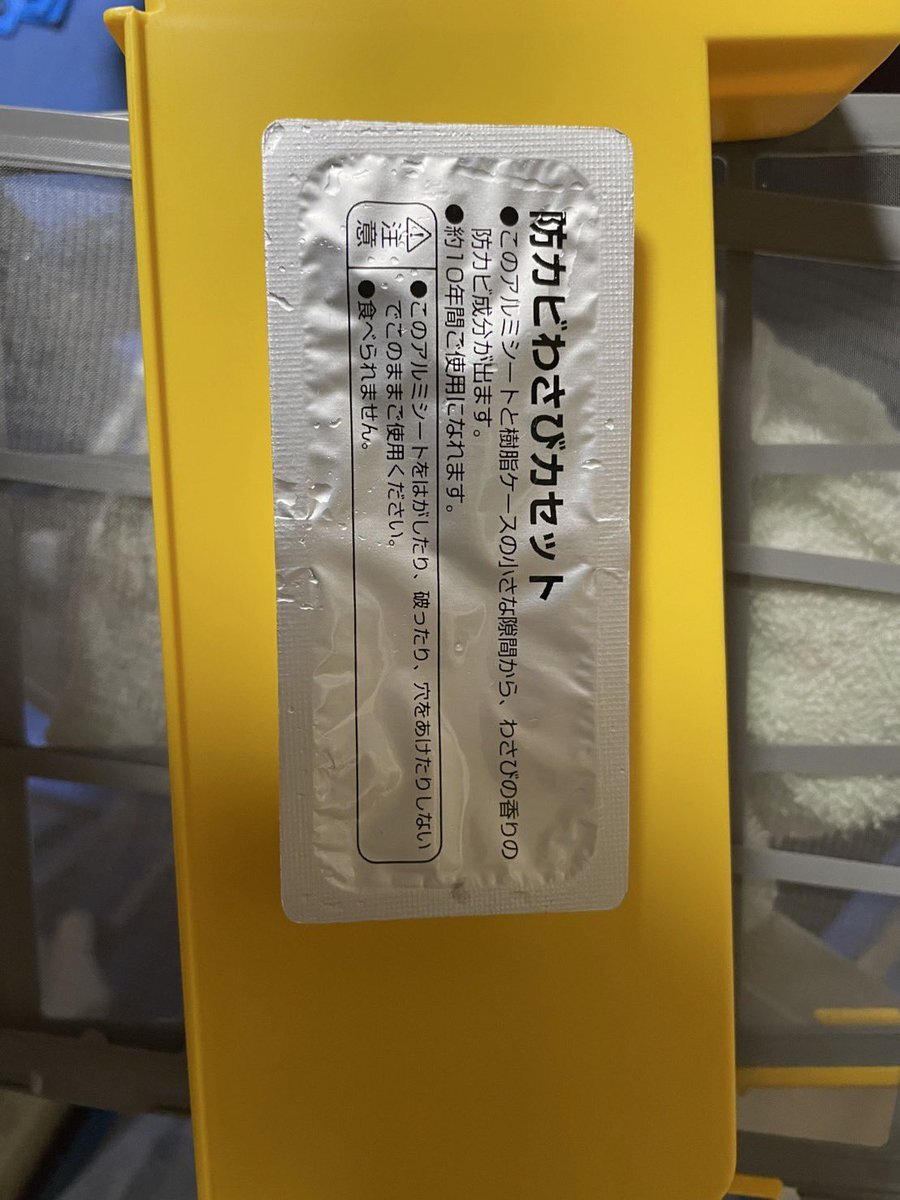 防カビわさびカセット
●このアルミシートと樹脂ケースの小さな隙間から、わさびの香りの
防カビ成分が出ます。
●約10年間ご使用になれます。
注意
●このアルミシートをはがしたり、破ったり、穴をあけたりしない
でこのままご使用ください。
●食べられません。